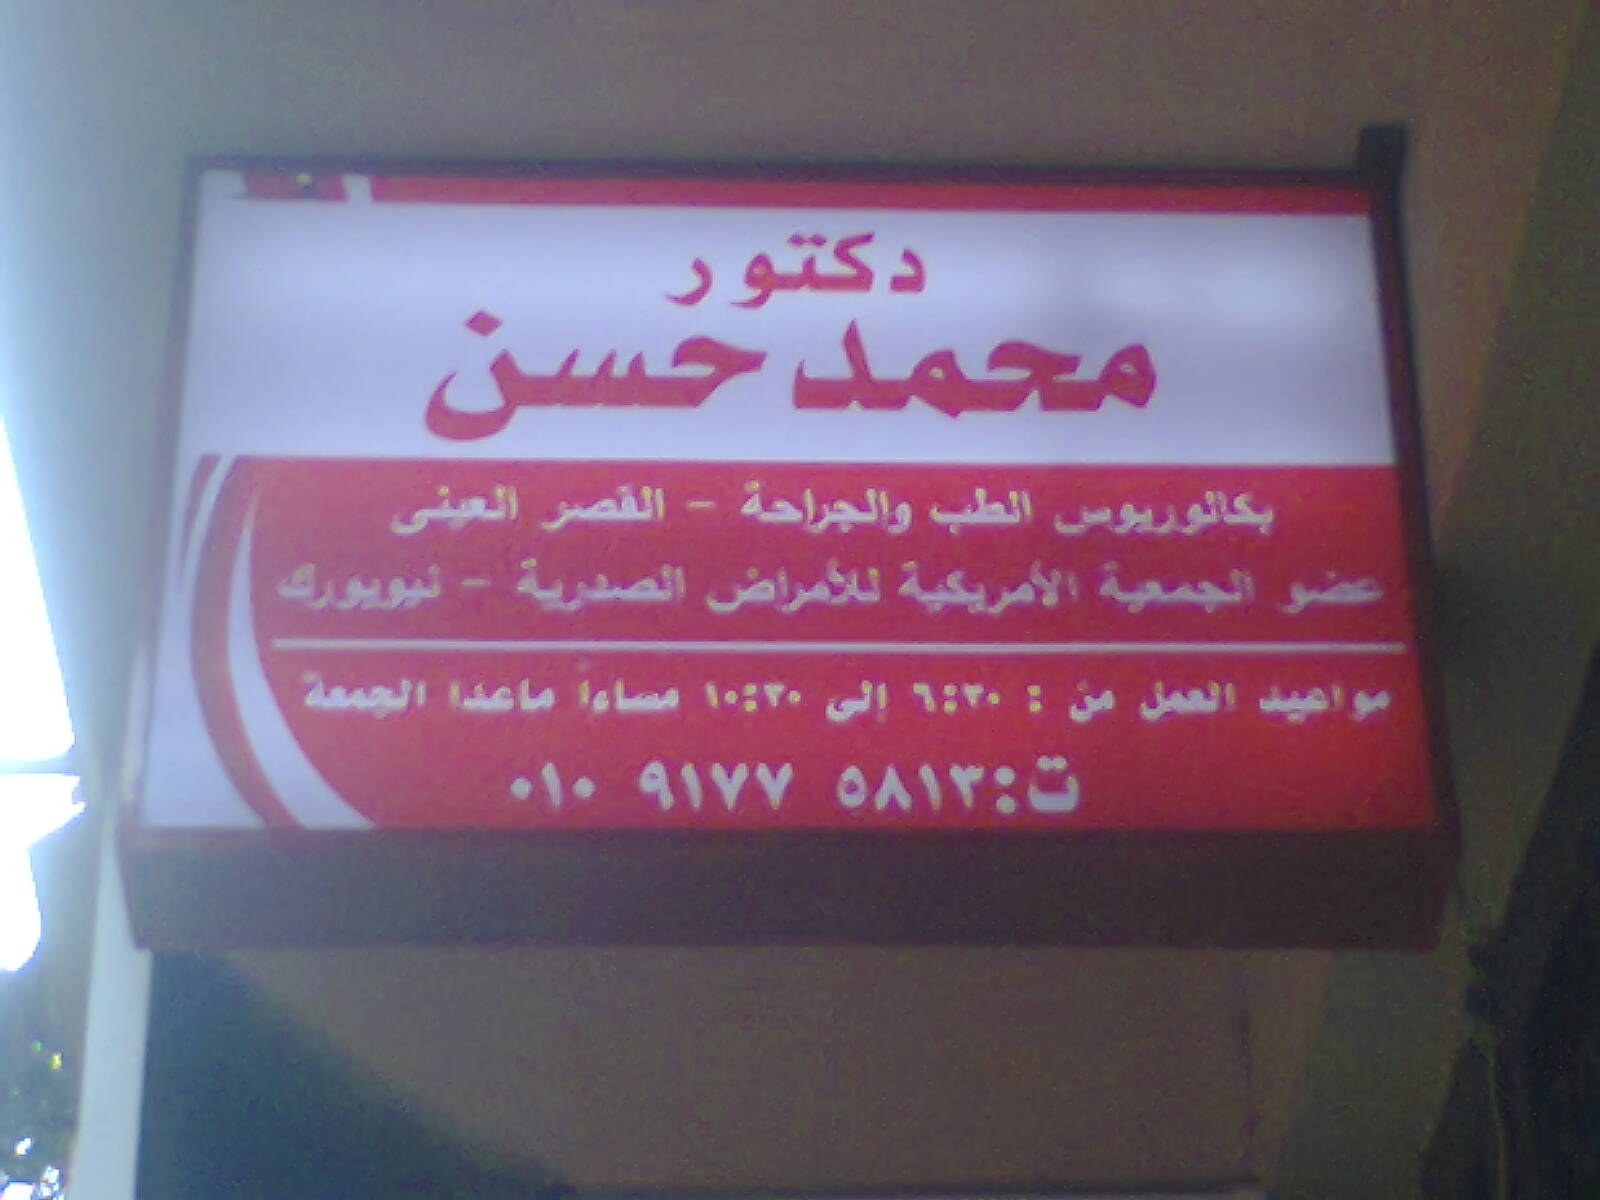 دكتور
محمد حسن
بكالوريوس الطب والجراحة - القصر العينى
عضو الجمعية الأمريكية للأمراض الصدرية - نيويورك
مواعيد العمل من : ٦:٣٠ إلى ١٠:٣٠ مساءا ماعدا الجمعة
ت: ٠١٠ ٩١٧٧ ٥٨١٣